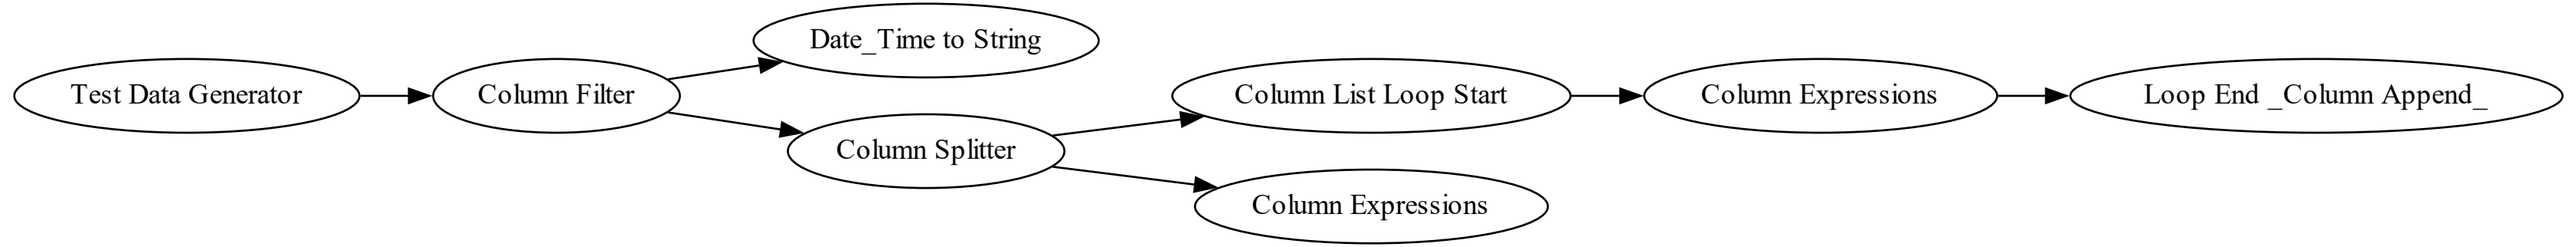 Test Data Generator
Column Filter
Date_Time to String
Column Splitter
Column List Loop Start
Column Expressions
Loop End _Column Append_
Column Expressions